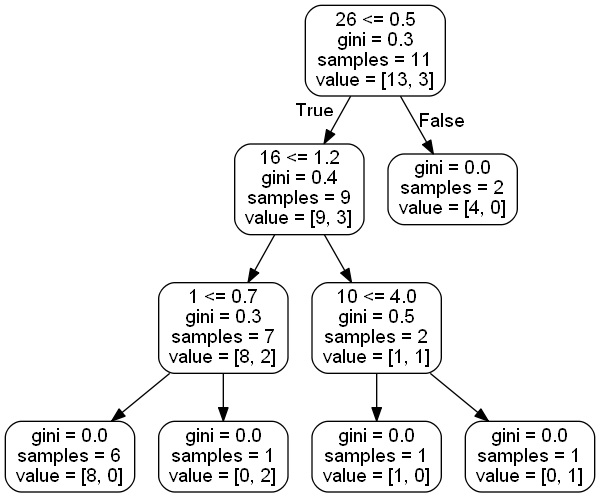 26 <= 0.5
gini = 0.3
samples = 11
value = [13, 3]
True
False
16 <= 1.2
gini = 0.4
samples = 9
value = [9, 3]
gini = 0.0
samples = 2
value = [4, 0]
1 <= 0.7
gini = 0.3
samples = 7
value = [8, 2]
10 <= 4.0
gini = 0.5
samples = 2
value = [1, 1]
gini = 0.0
samples = 6
value = [8, 0]
gini = 0.0
samples = 1
value = [0, 2]
gini = 0.0
samples = 1
value = [1, 0]
gini = 0.0
samples = 1
value = [0, 1]